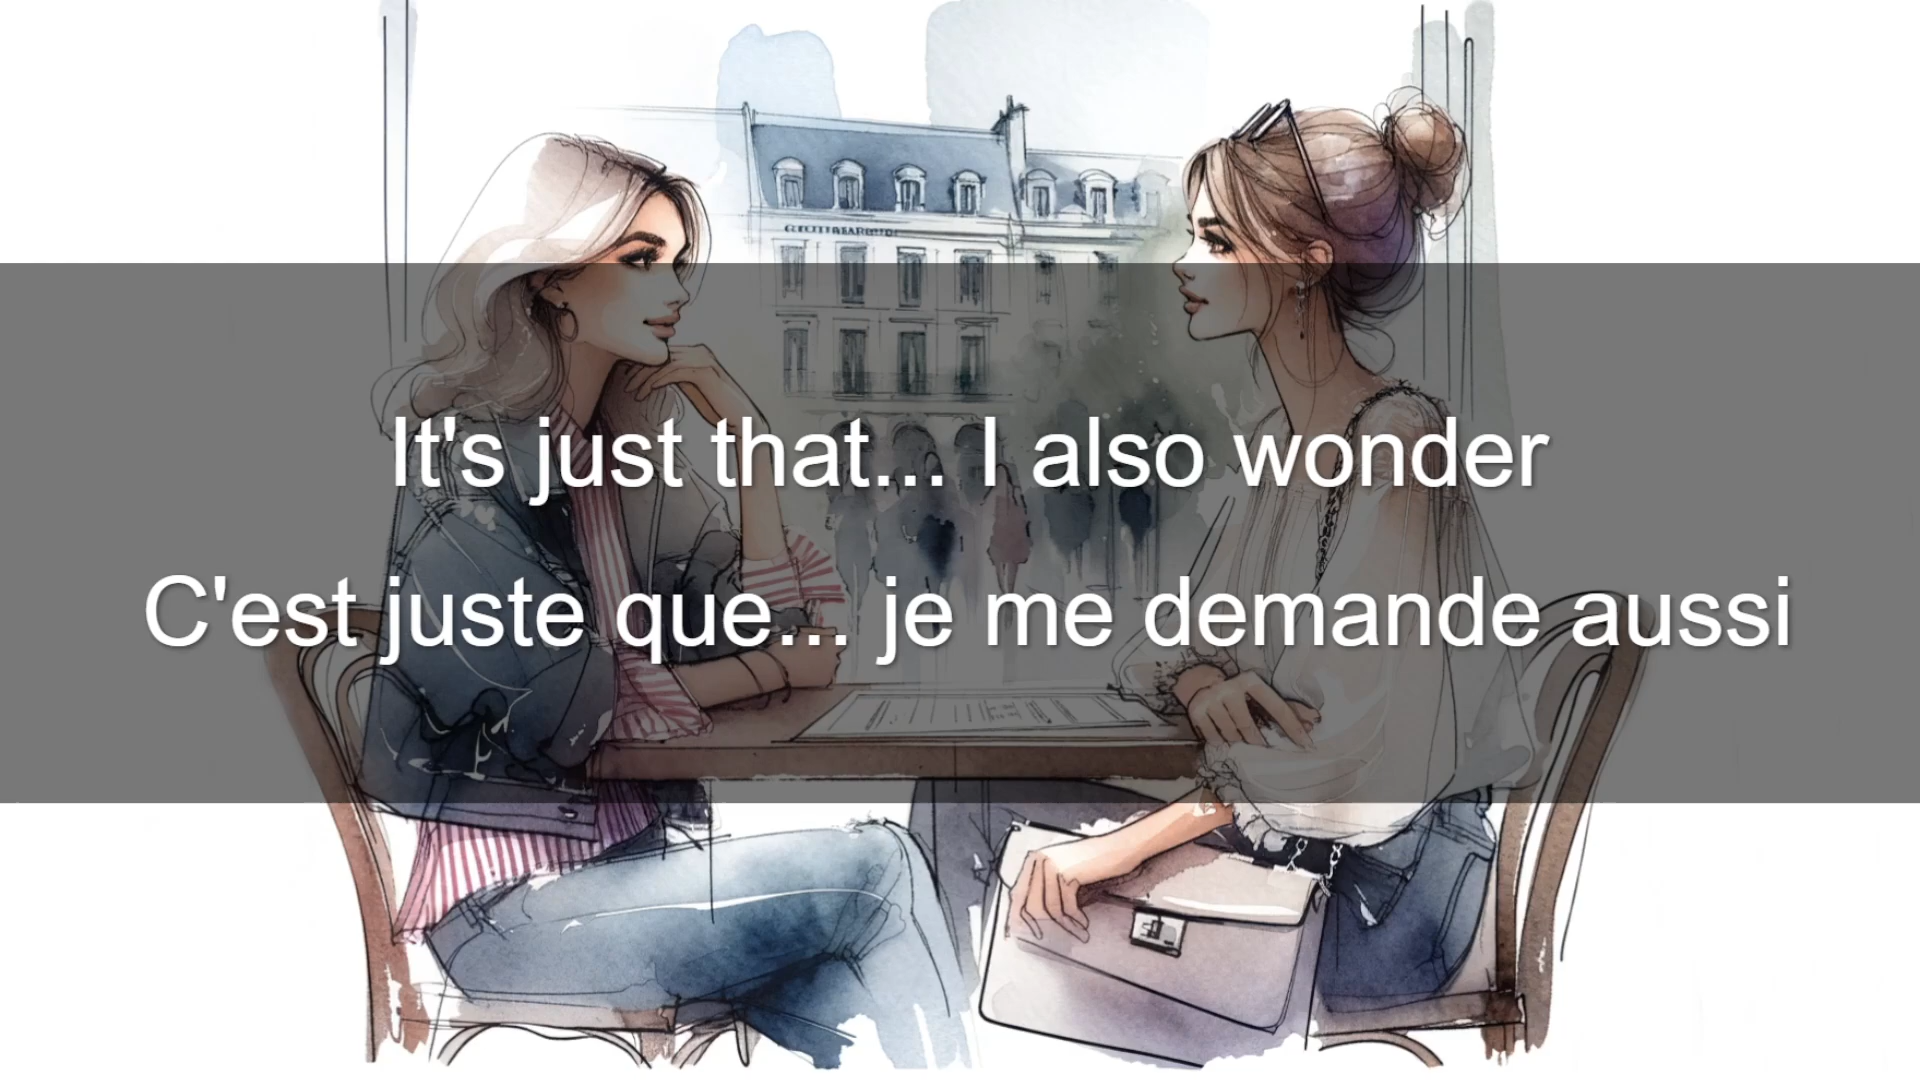 It's just that... I also wonder
C'est juste que... je me demande aussi